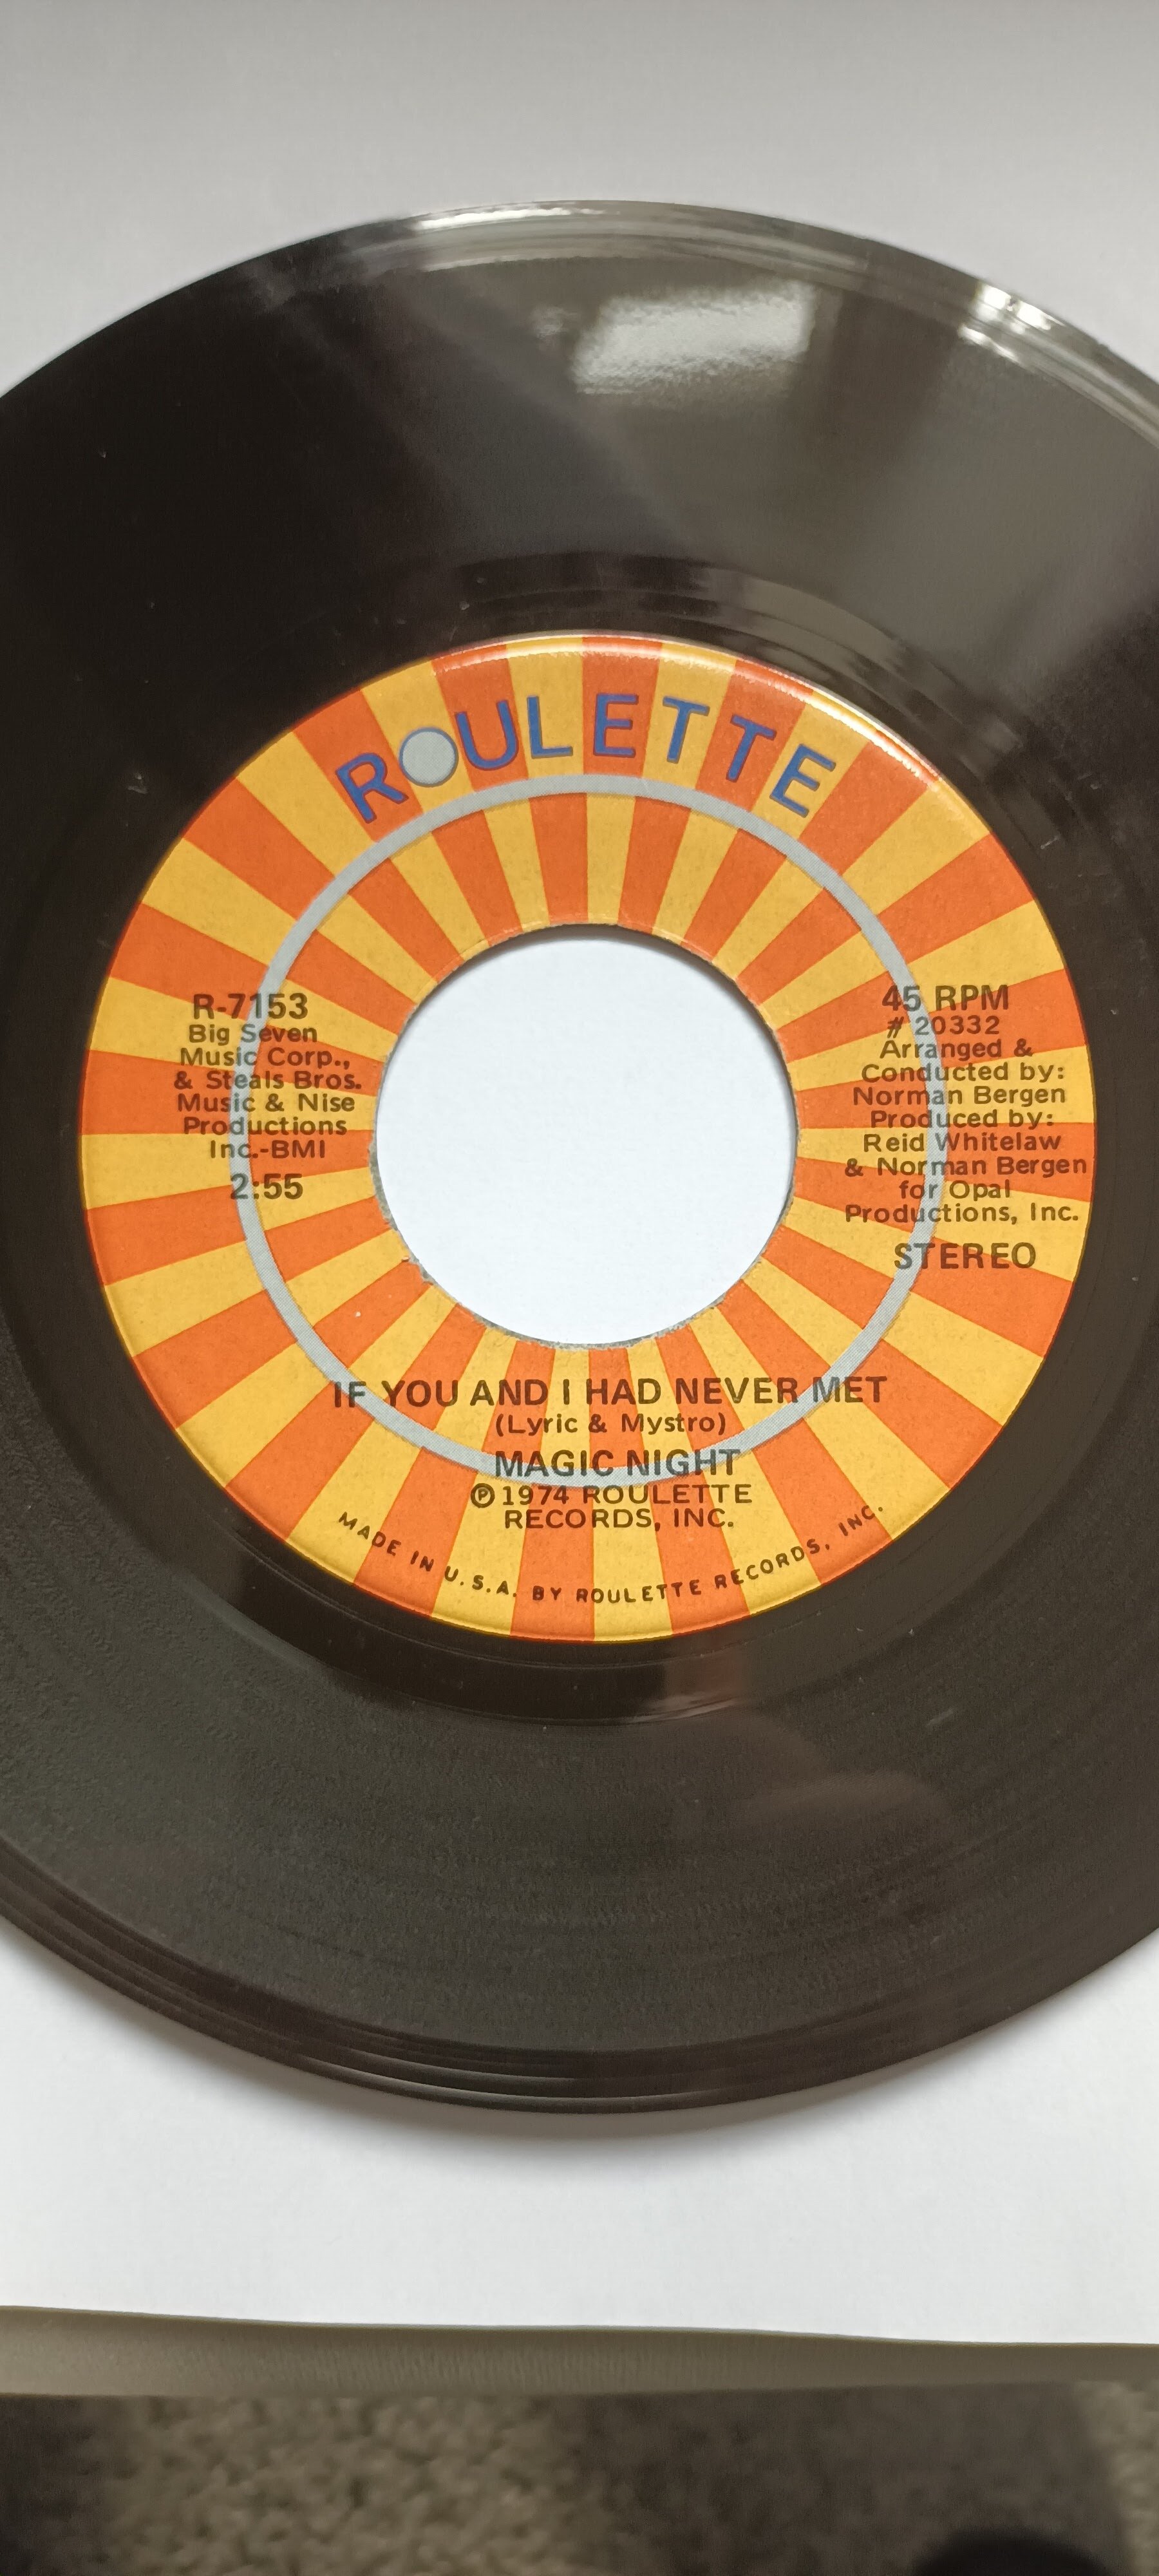 ROULETTE
R-7153
Big Seven
Music Corp.,
& Steals Bros.
Music & Nise
Productions
Inc.-BMI
2:55
45 RPM
# 20332
Arranged &
Conducted by:
Norman Bergen
Produced by:
Reid Whitelaw
& Norman Bergen
for Opal
Productions, Inc.
STEREO
IF YOU AND I HAD NEVER MET
(Lyric & Mystro)
MAGIC NIGHT
℗1974 ROULETTE
RECORDS, INC.
MADE IN U.S.A. BY ROULETTE RECORDS, INC.